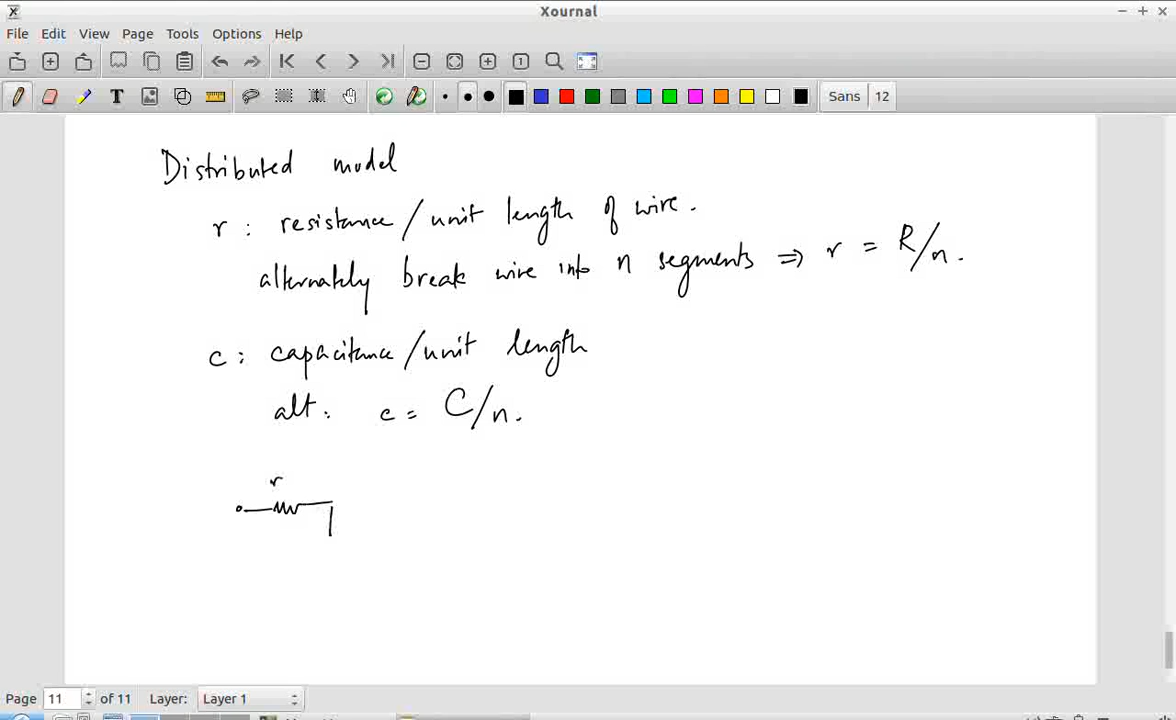 Xournal
File Edit View Page Tools Options Help
Sans 12
Distributed model
r : resistance / unit length of wire.
alternately break wire into n segments ⇒ r = R/n.
c : capacitance / unit length
alt : c = C/n.
r
Page 11 of 11 Layer: Layer 1